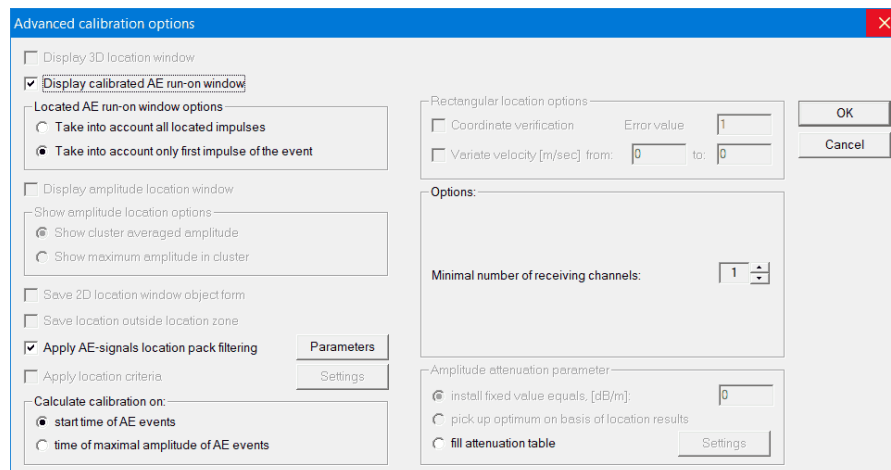 Advanced calibration options
Display 3D location window
Display calibrated AE run-on window
Located AE run-on window options
Take into account all located impulses
Take into account only first impulse of the event
Display amplitude location window
Show amplitude location options
Show cluster averaged amplitude
Show maximum amplitude in cluster
Save 2D location window object form
Save location outside location zone
Apply AE-signals location pack filtering Parameters
Apply location criteria Settings
Calculate calibration on:
start time of AE events
time of maximal amplitude of AE events
Rectangular location options
Coordinate verification Error value 1
Variate velocity [m/sec] from: 0 to: 0
Options:
Minimal number of receiving channels: 1
Amplitude attenuation parameter
install fixed value equals, [dB/m]: 0
pick up optimum on basis of location results
fill attenuation table Settings
OK
Cancel